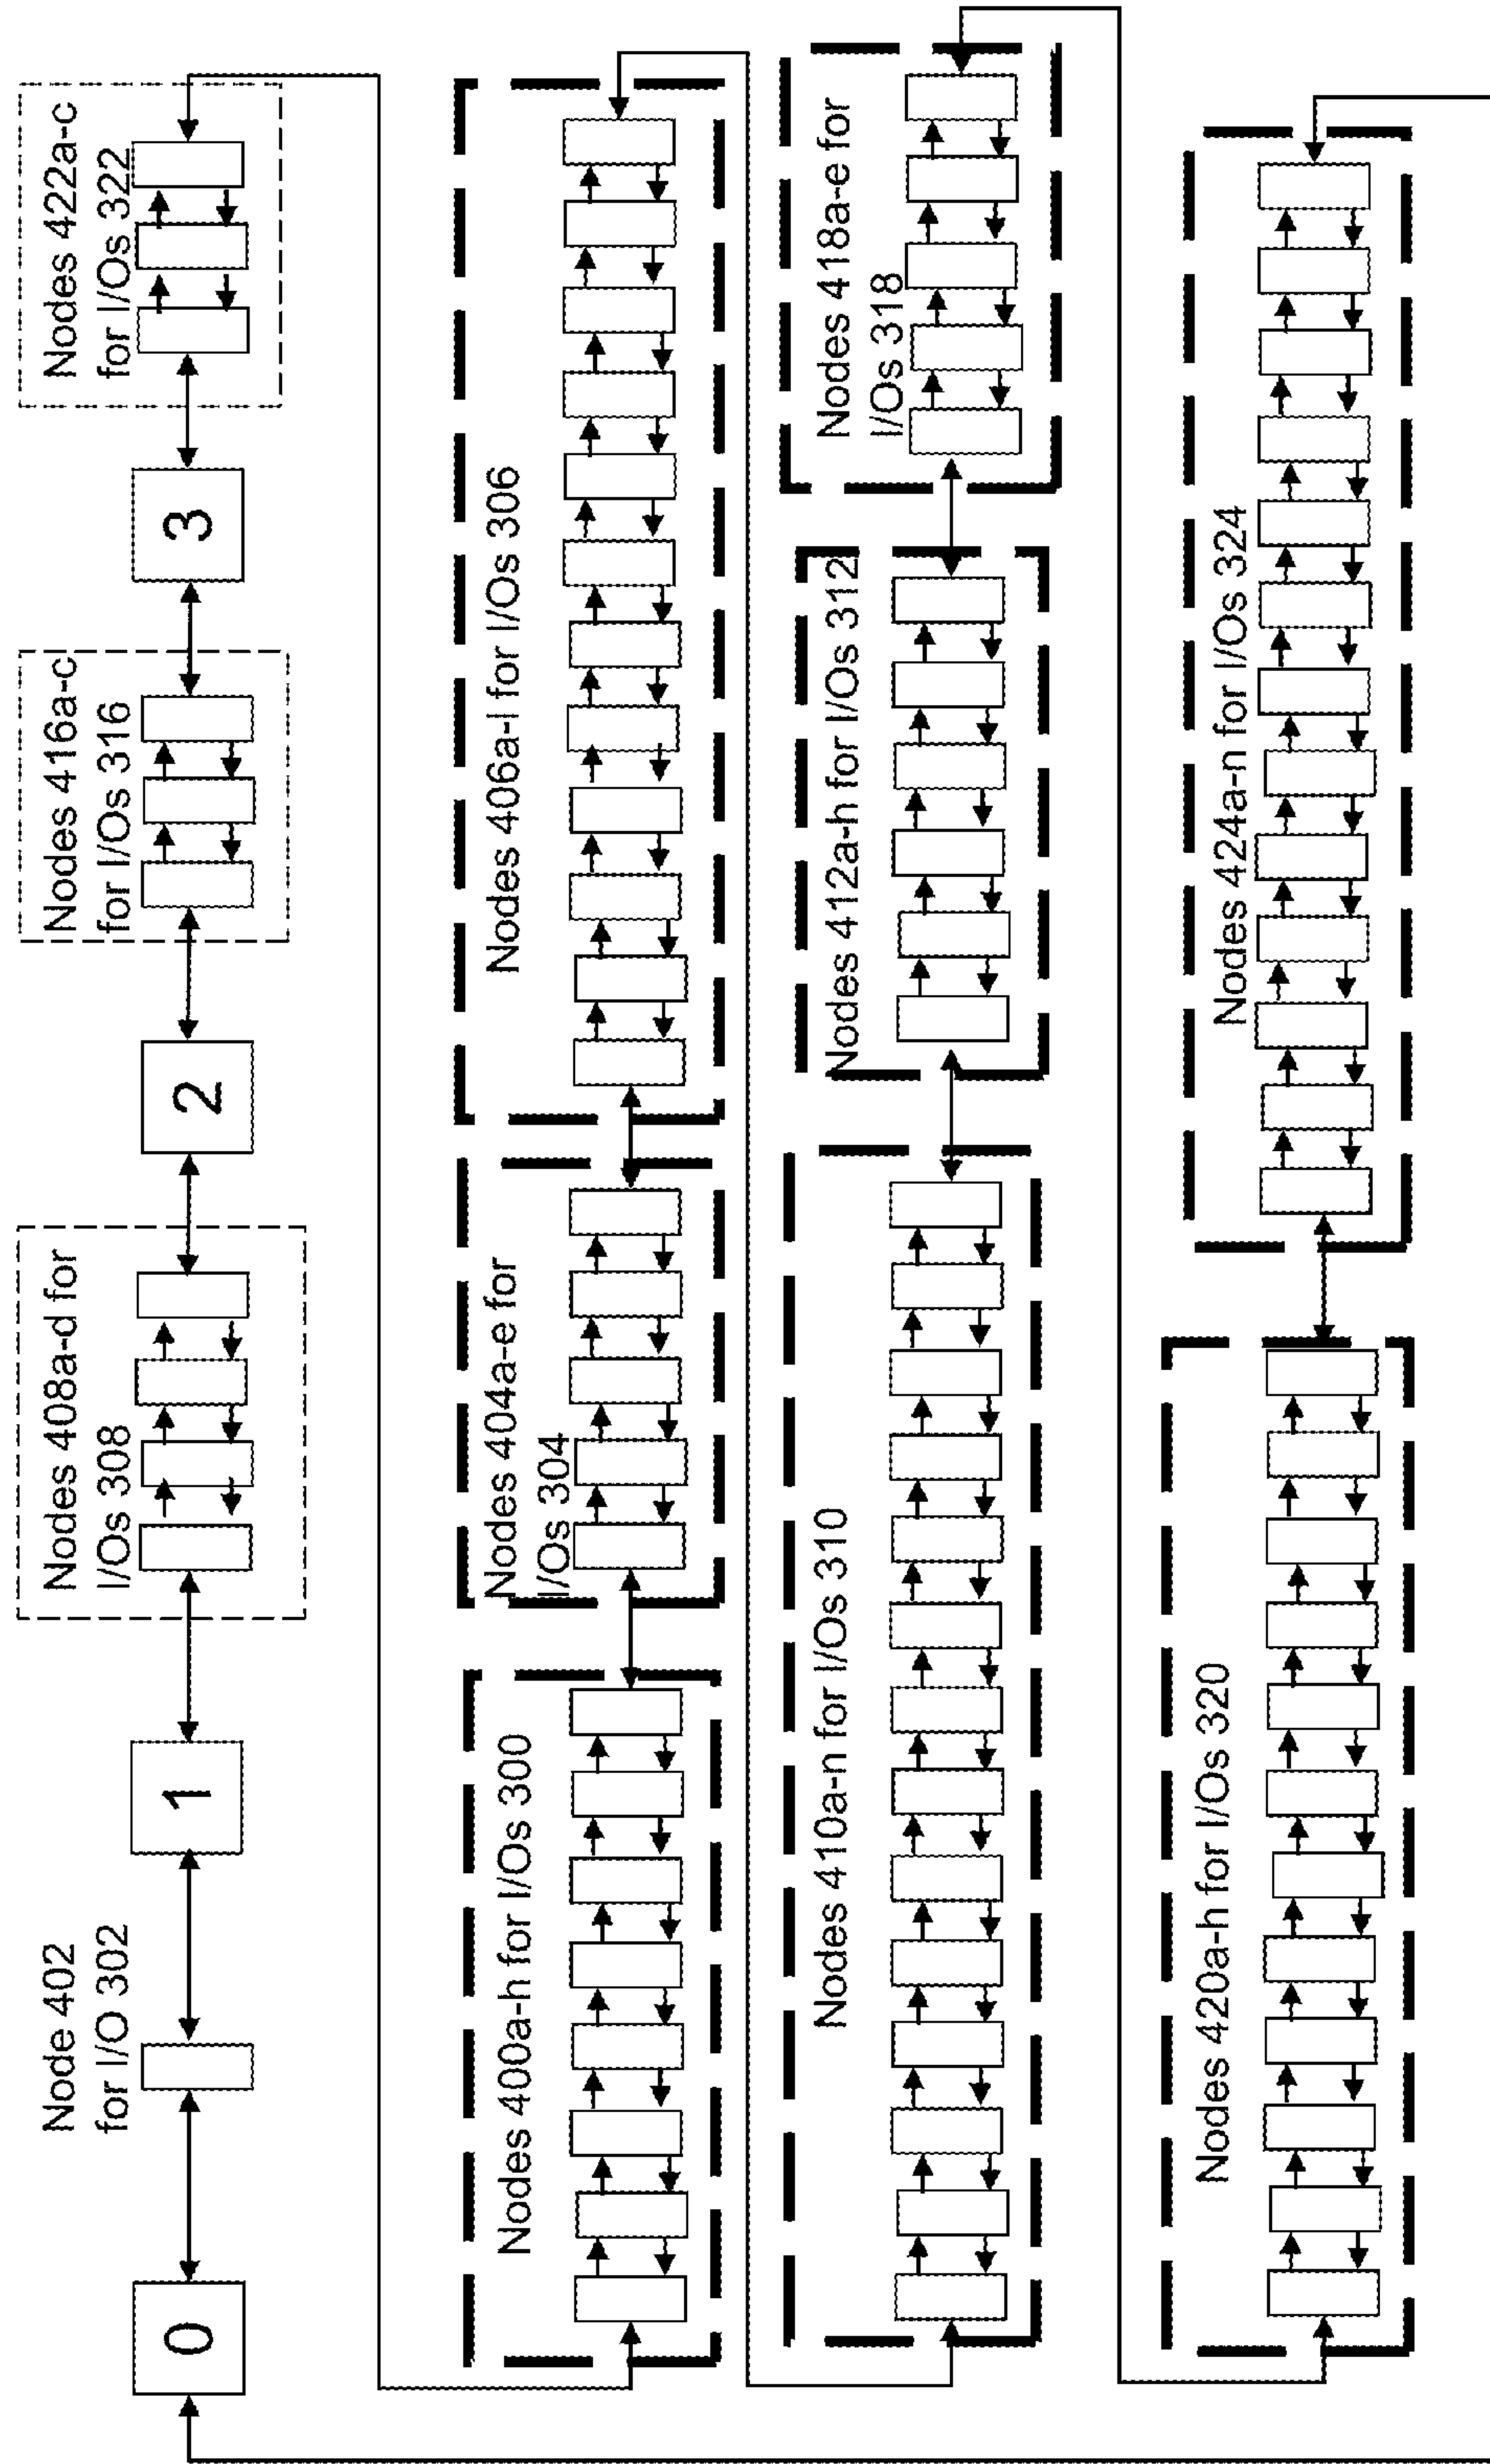 0
Node 402
for I/O 302
1
Nodes 408a-d for
I/Os 308
2
Nodes 416a-c
for I/Os 316
3
Nodes 422a-c
for I/Os 322
Nodes 400a-h for I/Os 300
Nodes 404a-e for
I/Os 304
Nodes 406a-l for I/Os 306
Nodes 410a-n for I/Os 310
Nodes 412a-h for I/Os 312
Nodes 418a-e for
I/Os 318
Nodes 420a-h for I/Os 320
Nodes 424a-n for I/Os 324